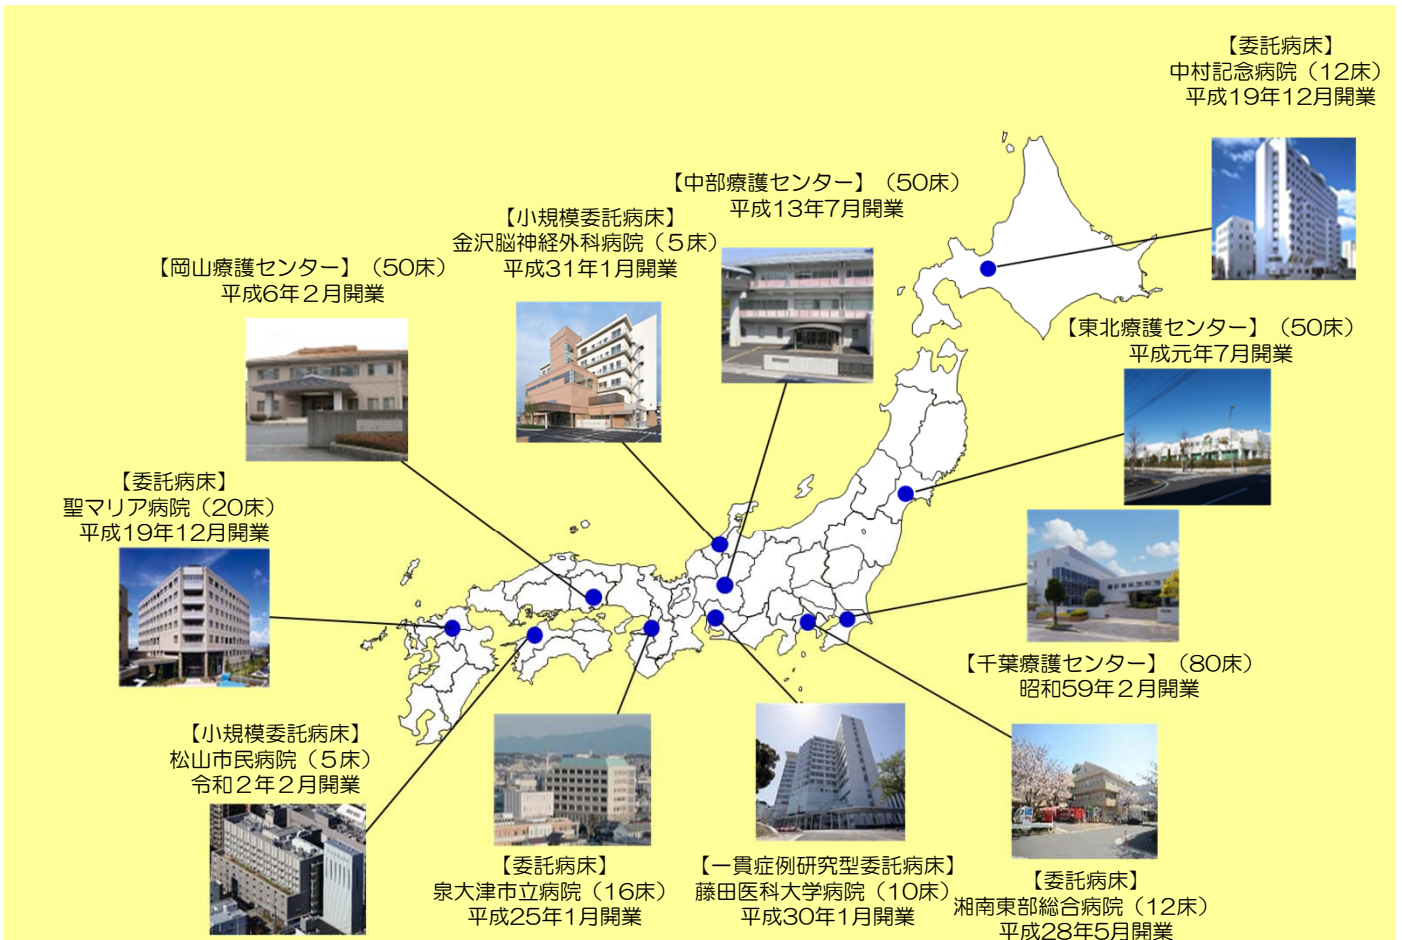 【委託病床】
中村記念病院（12床）
平成19年12月開業
【中部療護センター】（50床）
平成13年7月開業
【小規模委託病床】
金沢脳神経外科病院（５床）
平成31年1月開業
【岡山療護センター】（50床）
平成6年２月開業
【東北療護センター】（50床）
平成元年7月開業
【委託病床】
聖マリア病院（20床）
平成19年12月開業
【千葉療護センター】（80床）
昭和59年２月開業
【小規模委託病床】
松山市民病院（５床）
令和２年２月開業
【委託病床】
泉大津市立病院（16床）
平成25年1月開業
【一貫症例研究型委託病床】
藤田医科大学病院（10床）
平成30年1月開業
【委託病床】
湘南東部総合病院（12床）
平成28年5月開業